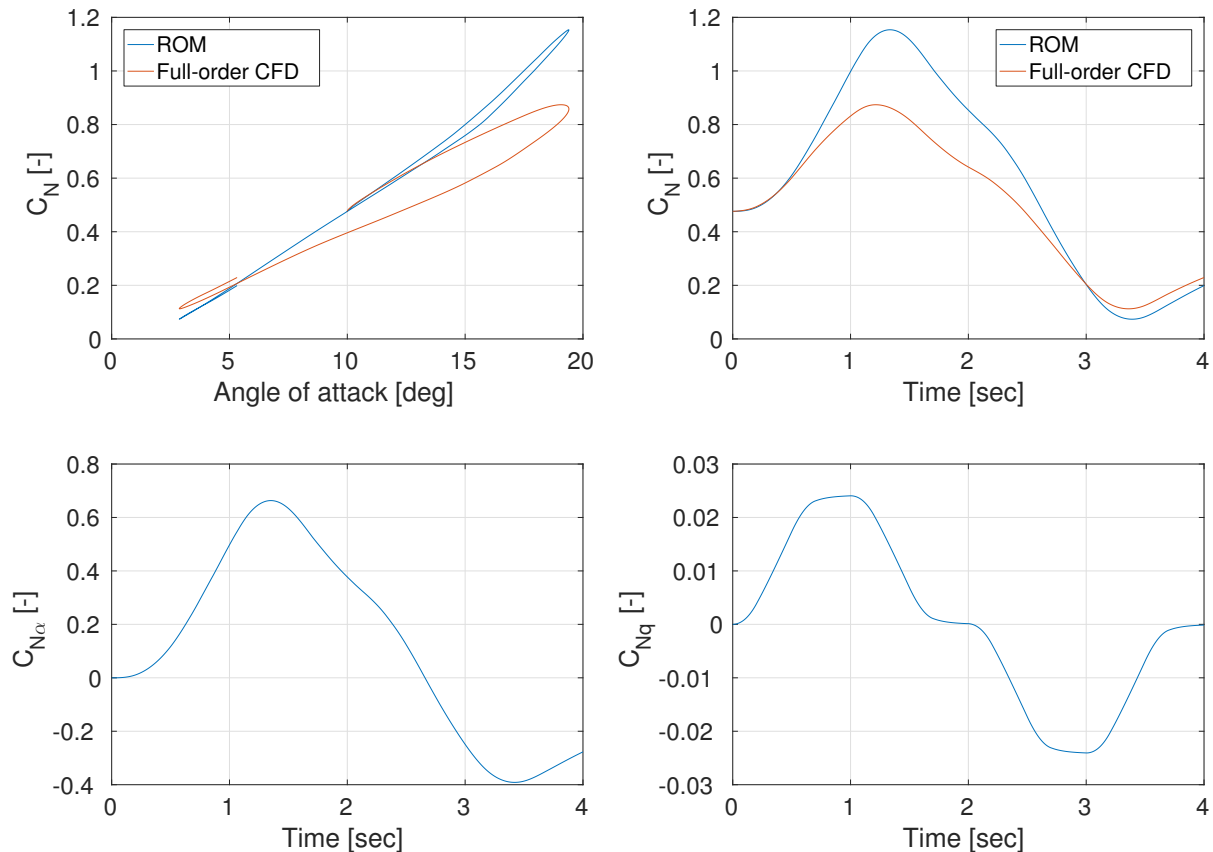 1.2
1
0.8
0.6
0.4
0.2
0
C_N [-]
ROM
Full-order CFD
0 5 10 15 20
Angle of attack [deg]
1.2
1
0.8
0.6
0.4
0.2
0
C_N [-]
ROM
Full-order CFD
0 1 2 3 4
Time [sec]
0.8
0.6
0.4
0.2
0
-0.2
-0.4
C_Nα [-]
0 1 2 3 4
Time [sec]
0.03
0.02
0.01
0
-0.01
-0.02
-0.03
C_Nq [-]
0 1 2 3 4
Time [sec]